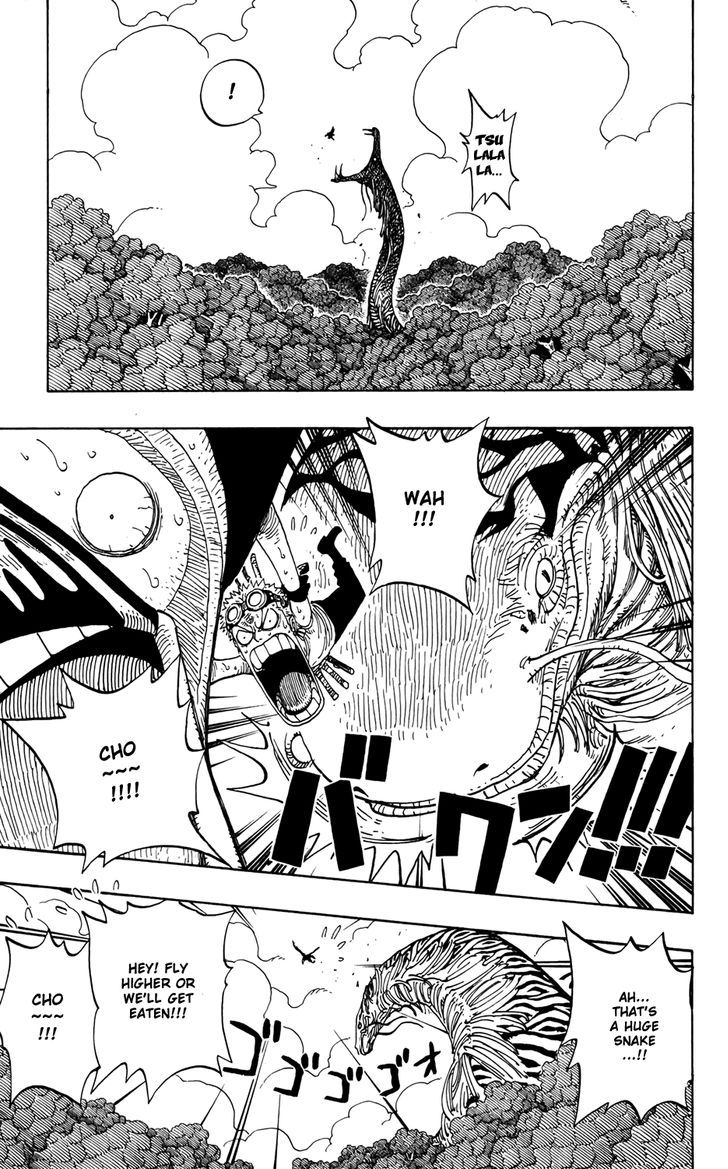 TSU
LALA
LA...
!
WAH
!!!
CHO
~~~
!!!!
バクン!!!
AH...
THAT'S
A HUGE
SNAKE
...!!
HEY! FLY
HIGHER OR
WE'LL GET
EATEN!!!
CHO
~~~
!!!
ゴゴゴゴオ